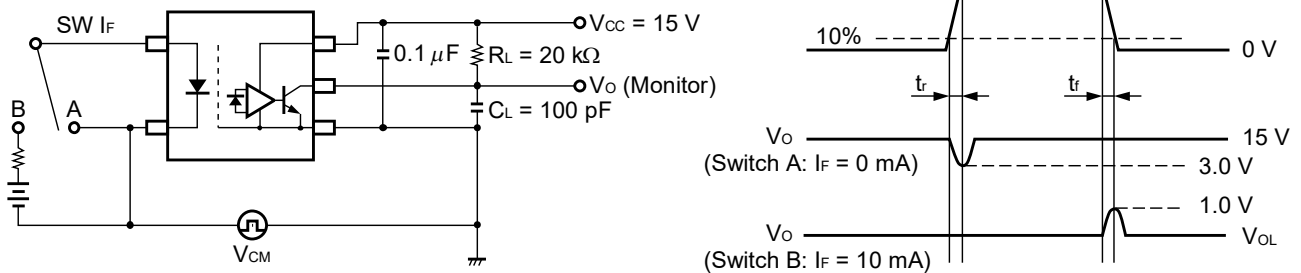 SW IF
B
A
VCM
0.1 μF
VCC = 15 V
RL = 20 kΩ
VO (Monitor)
CL = 100 pF
10%
0 V
tr
tf
VO
15 V
(Switch A: IF = 0 mA)
3.0 V
1.0 V
VO
VOL
(Switch B: IF = 10 mA)